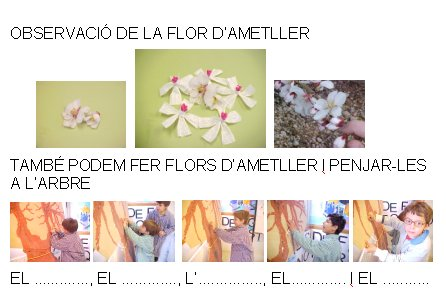 OBSERVACIÓ DE LA FLOR D'AMETLLER
TAMBÉ PODEM FER FLORS D'AMETLLER I PENJAR-LES
A L'ARBRE
EL ............., EL ............., L'..............., EL............. I EL ...........